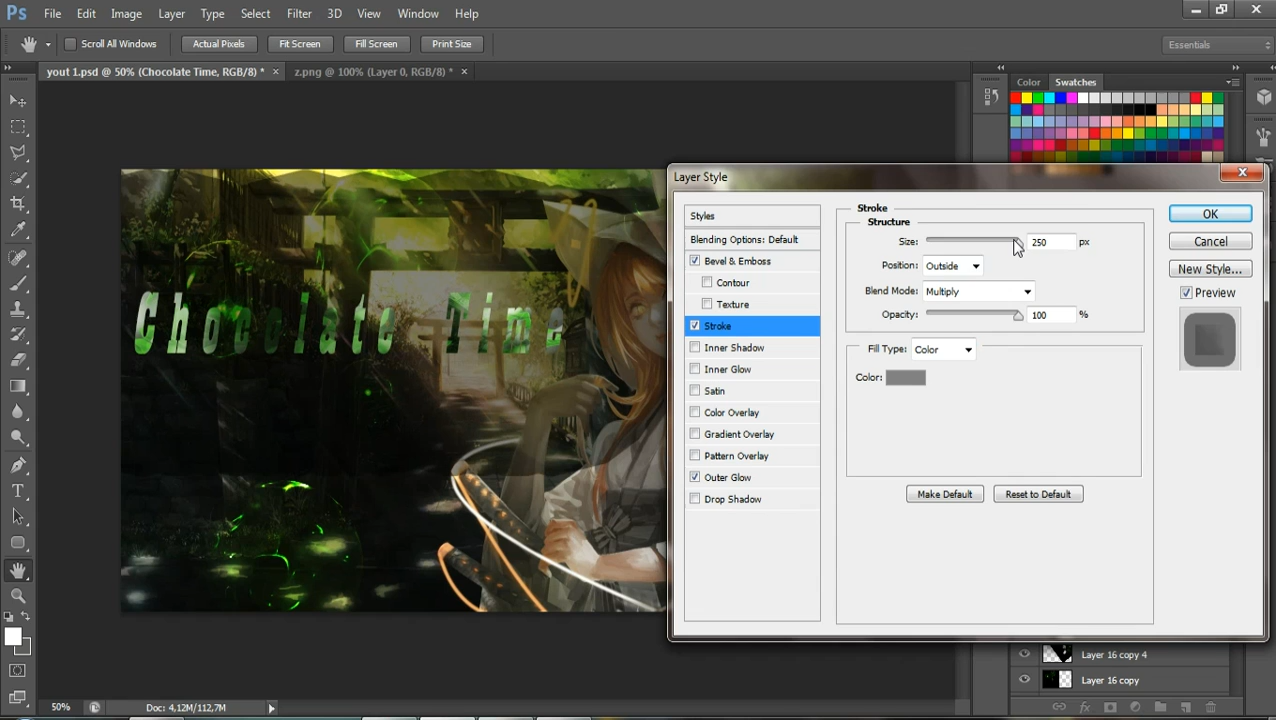 Ps File Edit Image Layer Type Select Filter 3D View Window Help
Scroll All Windows Actual Pixels Fit Screen Fill Screen Print Size Essentials
yout 1.psd @ 50% (Chocolate Time, RGB/8) * × z.png @ 100% (Layer 0, RGB/8) * ×
Color Swatches
Chocolate Time
Layer Style
Styles
Blending Options: Default
Bevel & Emboss
Contour
Texture
Stroke
Inner Shadow
Inner Glow
Satin
Color Overlay
Gradient Overlay
Pattern Overlay
Outer Glow
Drop Shadow
Stroke
Structure
Size: 250 px
Position: Outside
Blend Mode: Multiply
Opacity: 100 %
Fill Type: Color
Color:
Make Default Reset to Default
OK
Cancel
New Style...
Preview
Layer 16 copy 4
Layer 16 copy
50% Doc: 4,12M/112,7M